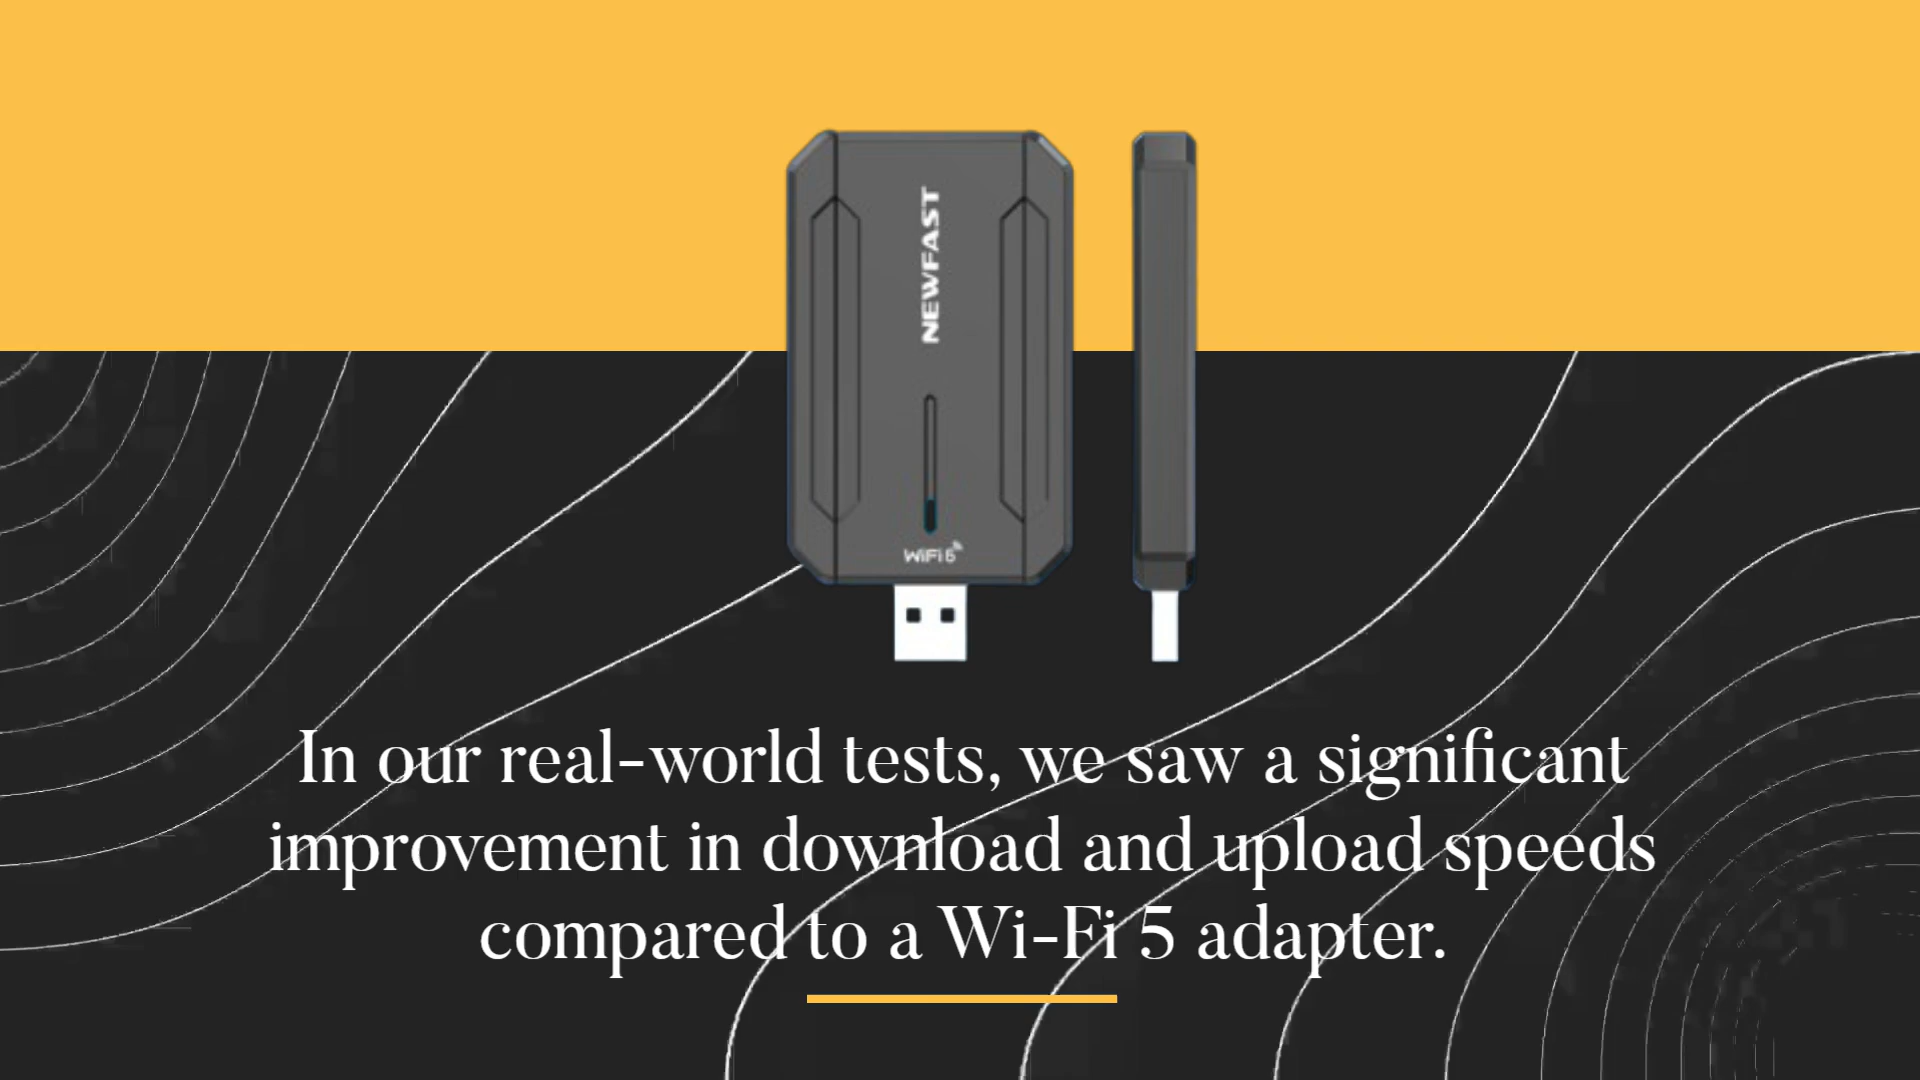 NEWFAST
WiFi 6
In our real-world tests, we saw a significant
improvement in download and upload speeds
compared to a Wi-Fi 5 adapter.